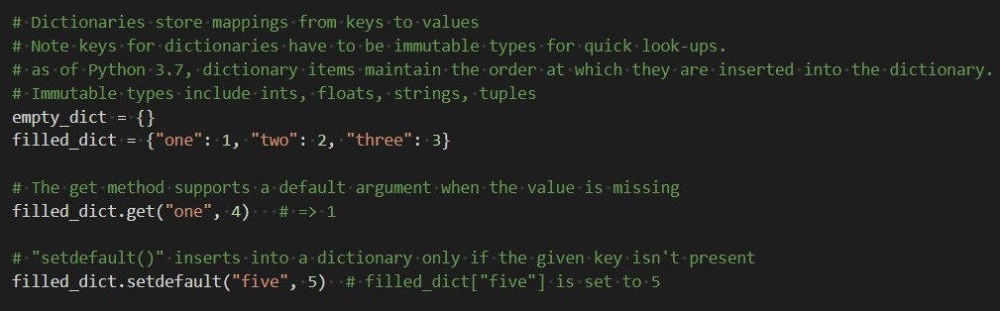 # Dictionaries store mappings from keys to values
# Note keys for dictionaries have to be immutable types for quick look-ups.
# as of Python 3.7, dictionary items maintain the order at which they are inserted into the dictionary.
# Immutable types include ints, floats, strings, tuples
empty_dict = {}
filled_dict = {"one": 1, "two": 2, "three": 3}

# The get method supports a default argument when the value is missing
filled_dict.get("one", 4)   # => 1

# "setdefault()" inserts into a dictionary only if the given key isn't present
filled_dict.setdefault("five", 5)  # filled_dict["five"] is set to 5